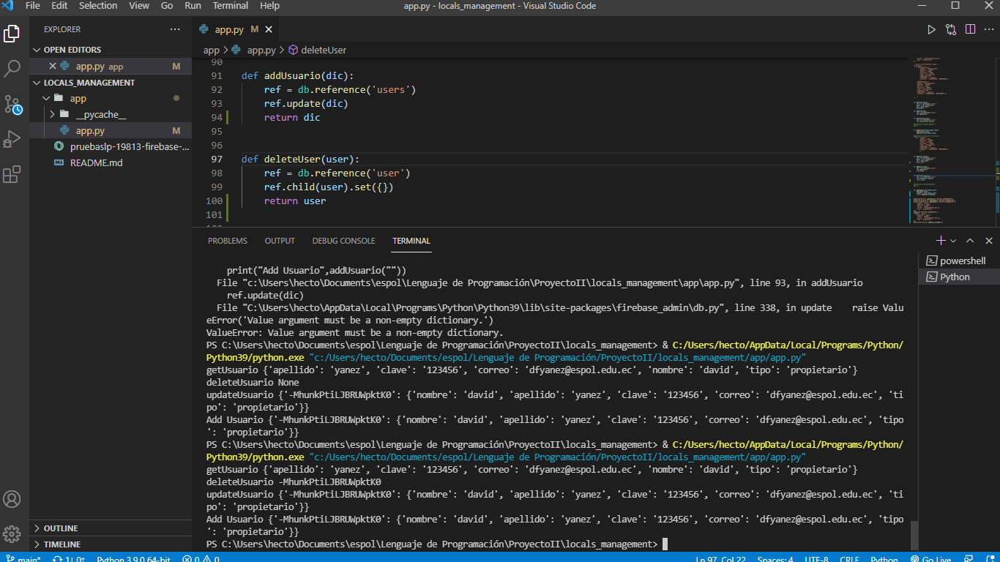 File Edit Selection View Go Run Terminal Help app.py - locals_management - Visual Studio Code
EXPLORER ...
OPEN EDITORS
app.py app M
LOCALS_MANAGEMENT
app
__pycache__
app.py M
pruebaslp-19813-firebase-...
README.md
OUTLINE
TIMELINE
app.py M
app > app.py > deleteUser
90
91 def addUsuario(dic):
92 ref = db.reference('users')
93 ref.update(dic)
94 return dic
95
96
97 def deleteUser(user):
98 ref = db.reference('user')
99 ref.child(user).set({})
100 return user
101
PROBLEMS OUTPUT DEBUG CONSOLE TERMINAL
powershell
Python
print("Add Usuario",addUsuario(""))
File "c:\Users\hecto\Documents\espol\Lenguaje de Programación\ProyectoII\locals_management\app\app.py", line 93, in addUsuario
ref.update(dic)
File "C:\Users\hecto\AppData\Local\Programs\Python\Python39\lib\site-packages\firebase_admin\db.py", line 338, in update    raise Valu
eError('Value argument must be a non-empty dictionary.')
ValueError: Value argument must be a non-empty dictionary.
PS C:\Users\hecto\Documents\espol\Lenguaje de Programación\ProyectoII\locals_management> & C:/Users/hecto/AppData/Local/Programs/Python/
Python39/python.exe "c:/Users/hecto/Documents/espol/Lenguaje de Programación/ProyectoII/locals_management/app/app.py"
getUsuario {'apellido': 'yanez', 'clave': '123456', 'correo': 'dfyanez@espol.edu.ec', 'nombre': 'david', 'tipo': 'propietario'}
deleteUsuario None
updateUsuario {'-MhunkPtiLJBRUWpktK0': {'nombre': 'david', 'apellido': 'yanez', 'clave': '123456', 'correo': 'dfyanez@espol.edu.ec', 'ti
po': 'propietario'}}
Add Usuario {'-MhunkPtiLJBRUWpktK0': {'nombre': 'david', 'apellido': 'yanez', 'clave': '123456', 'correo': 'dfyanez@espol.edu.ec', 'tipo
': 'propietario'}}
PS C:\Users\hecto\Documents\espol\Lenguaje de Programación\ProyectoII\locals_management> & C:/Users/hecto/AppData/Local/Programs/Python/
Python39/python.exe "c:/Users/hecto/Documents/espol/Lenguaje de Programación/ProyectoII/locals_management/app/app.py"
getUsuario {'apellido': 'yanez', 'clave': '123456', 'correo': 'dfyanez@espol.edu.ec', 'nombre': 'david', 'tipo': 'propietario'}
deleteUsuario -MhunkPtiLJBRUWpktK0
updateUsuario {'-MhunkPtiLJBRUWpktK0': {'nombre': 'david', 'apellido': 'yanez', 'clave': '123456', 'correo': 'dfyanez@espol.edu.ec', 'ti
po': 'propietario'}}
Add Usuario {'-MhunkPtiLJBRUWpktK0': {'nombre': 'david', 'apellido': 'yanez', 'clave': '123456', 'correo': 'dfyanez@espol.edu.ec', 'tipo
': 'propietario'}}
PS C:\Users\hecto\Documents\espol\Lenguaje de Programación\ProyectoII\locals_management>
main* 1↓ 0↑ Python 3.9.0 64-bit 0 0 Ln 97, Col 22 Spaces: 4 UTF-8 CRLF Python Go Live